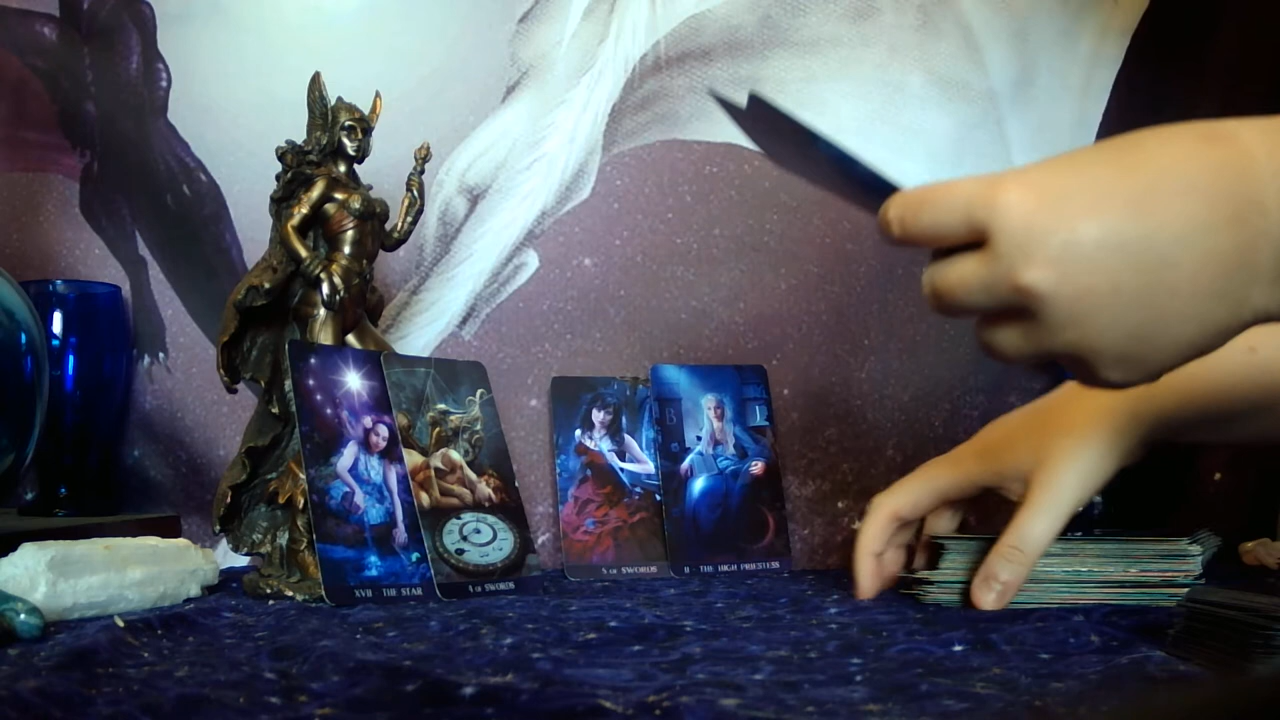 XVII · THE STAR
4 OF SWORDS
5 OF SWORDS
II · THE HIGH PRIESTESS
B